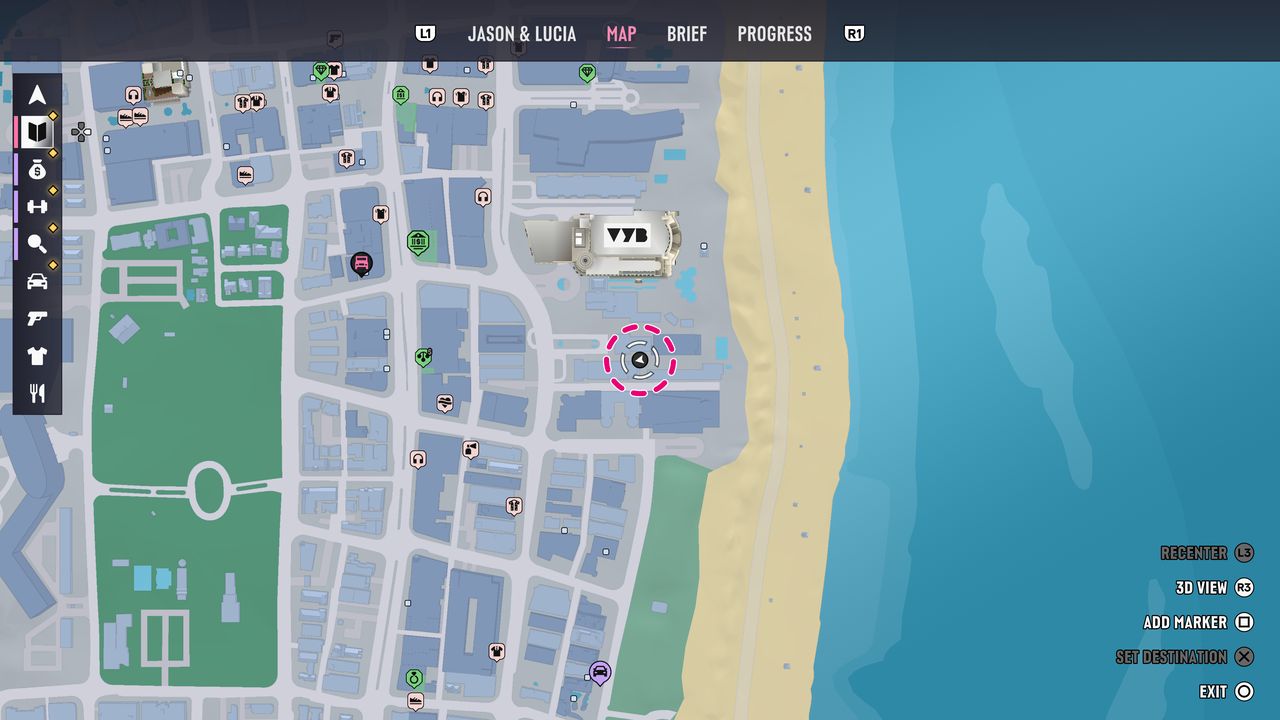 L1 JASON & LUCIA MAP BRIEF PROGRESS R1
VYB
RECENTER L3
3D VIEW R3
ADD MARKER
SET DESTINATION
EXIT